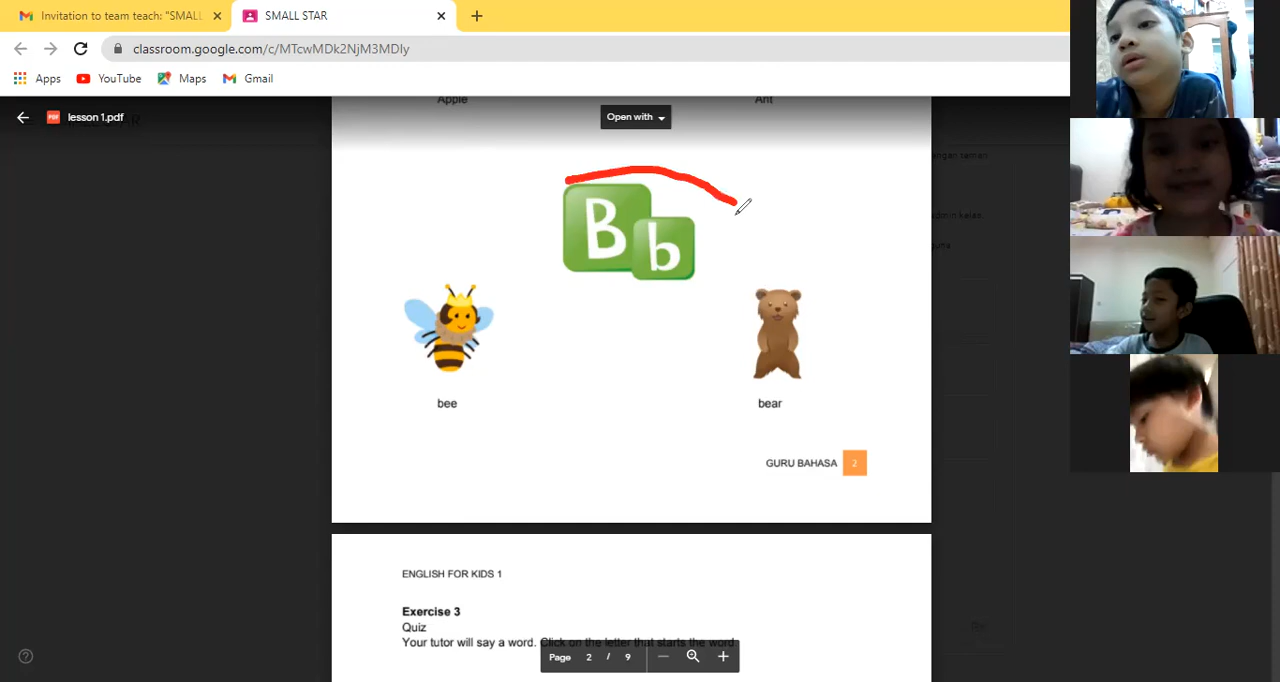 Invitation to team teach: "SMALL
SMALL STAR
classroom.google.com/c/MTcwMDk2NjM3MDIy
Apps YouTube Maps Gmail
lesson 1.pdf
Open with
Apple Ant
B b
bee bear
GURU BAHASA 2
ENGLISH FOR KIDS 1
Exercise 3
Quiz
Your tutor will say a word. Click on the letter that starts the word.
Page 2 / 9